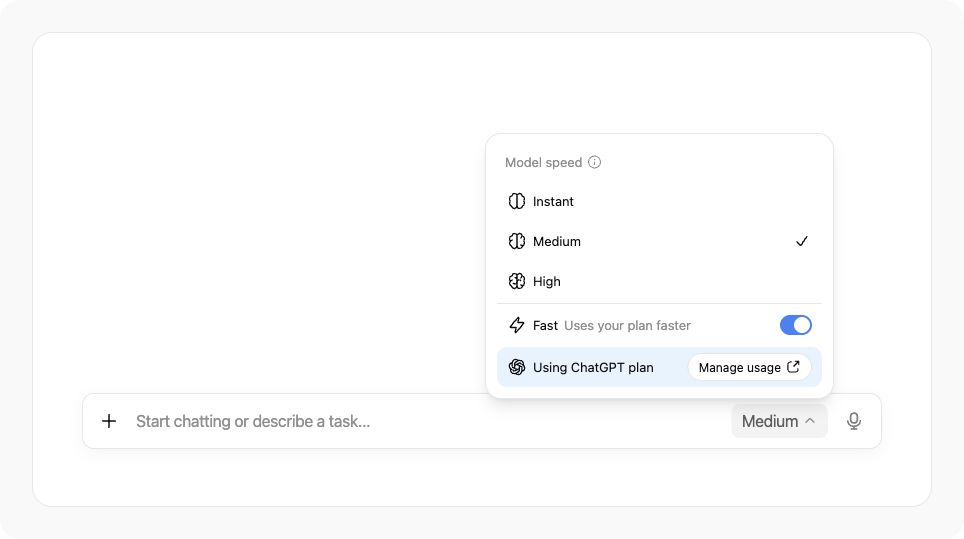 Model speed
Instant
Medium
High
Fast Uses your plan faster
Using ChatGPT plan Manage usage
Start chatting or describe a task... Medium